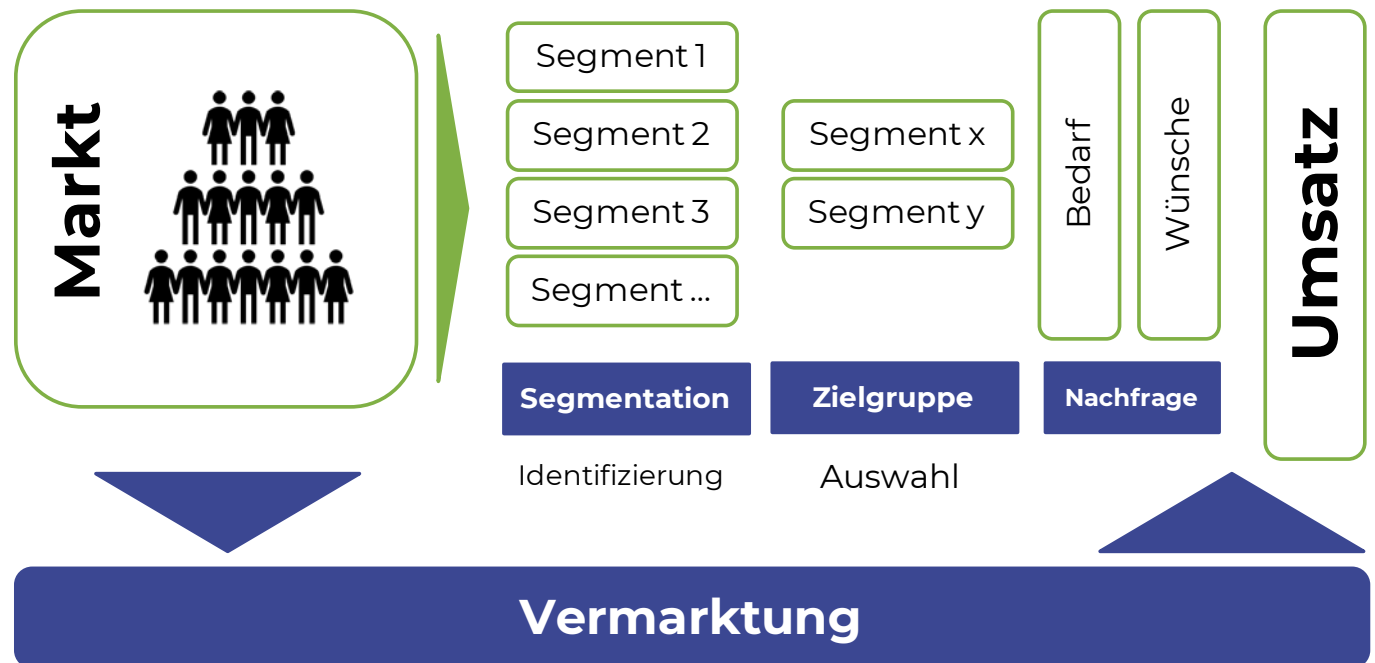 Markt
Segment 1
Segment 2
Segment 3
Segment ...
Segmentation
Identifizierung
Segment x
Segment y
Zielgruppe
Auswahl
Bedarf
Wünsche
Nachfrage
Umsatz
Vermarktung